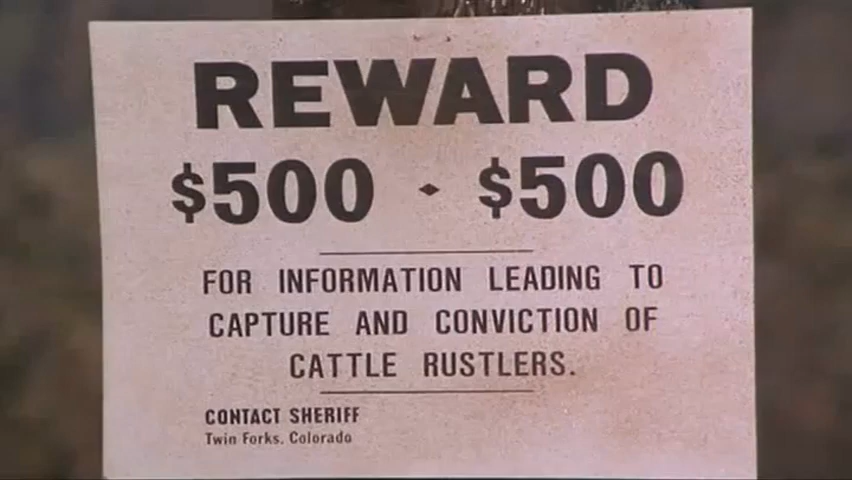 REWARD
$500 ♦ $500
FOR INFORMATION LEADING TO
CAPTURE AND CONVICTION OF
CATTLE RUSTLERS.
CONTACT SHERIFF
Twin Forks, Colorado